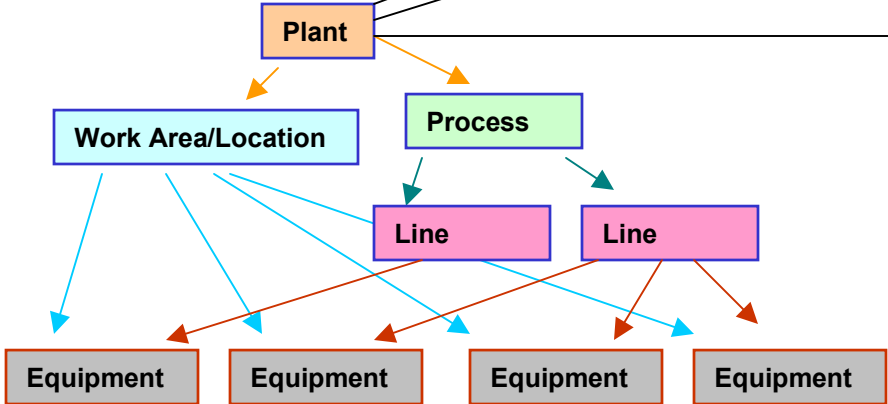 Plant
Work Area/Location
Process
Line
Line
Equipment
Equipment
Equipment
Equipment